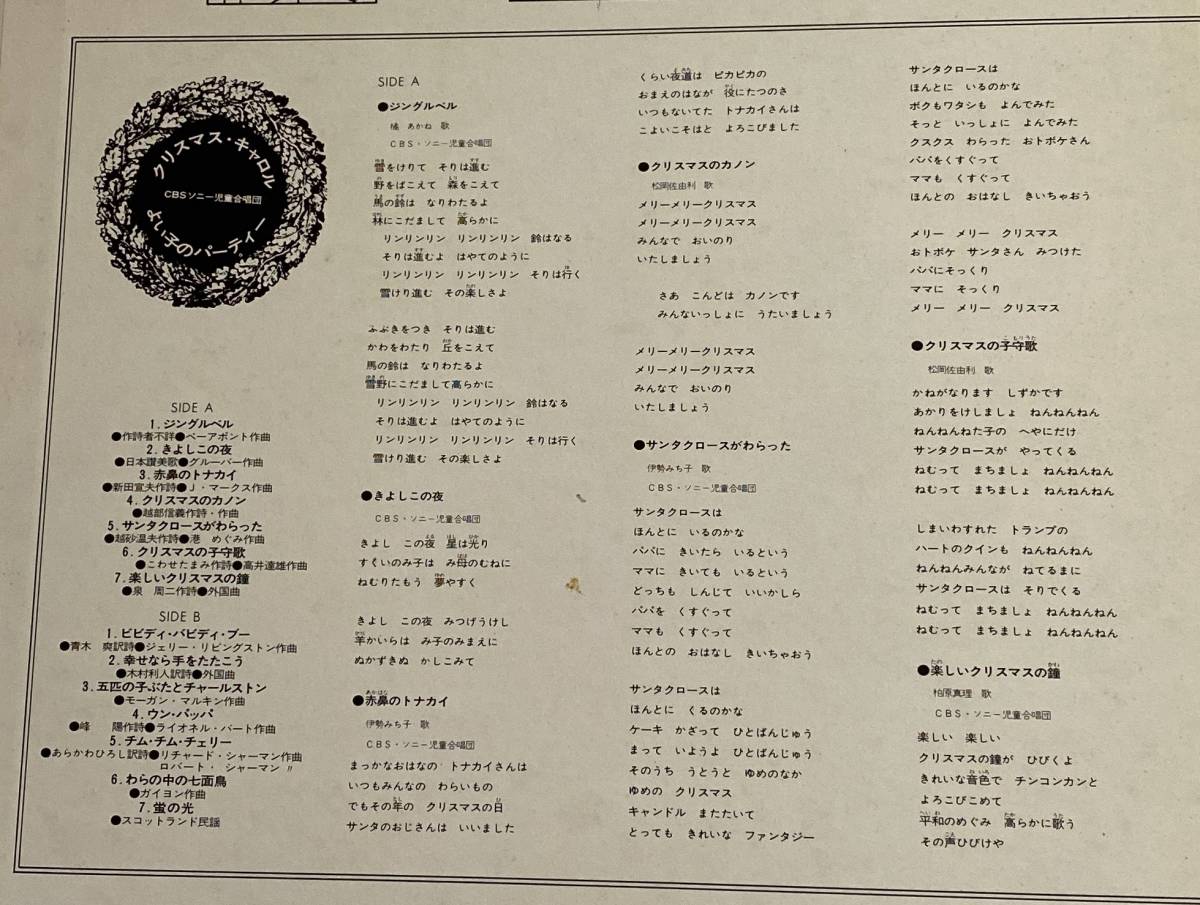 クリスマス・キャロル
CBSソニー児童合唱団
よい子のパーティー
SIDE A
1.ジングルベル
●作詩者不詳●ペーアポント作曲
2.きよしこの夜
●日本讃美歌●グルーバー作曲
3.赤鼻のトナカイ
●新田宣夫作詩●J・マークス作曲
4.クリスマスのカノン
●越部信義作詩・作曲
5.サンタクロースがわらった
●越砂温夫作詩●港　めぐみ作曲
6.クリスマスの子守歌
●こわせたまみ作詩●高井達雄作曲
7.楽しいクリスマスの鐘
●泉　周二作詩●外国曲
SIDE B
1.ビビディ・バビディ・ブー
●青木　爽訳詩●ジェリー・リビングストン作曲
2.幸せなら手をたたこう
●木村利人訳詩●外国曲
3.五匹の子ぶたとチャールストン
●モーガン・マルキン作曲
4.ウン・パッパ
●峰　陽作詩●ライオネル・バート作曲
5.チム・チム・チェリー
●あらかわひろし訳詩●リチャード・シャーマン作曲
ロバート・シャーマン 〃
6.わらの中の七面鳥
●ガイヨン作曲
7.蛍の光
●スコットランド民謡
SIDE A
●ジングルベル
橘　あかね　歌
CBS・ソニー児童合唱団
雪をけりて　そりは進む
野をばこえて　森をこえて
馬の鈴は　なりわたるよ
林にこだまして　高らかに
リンリンリン　リンリンリン　鈴はなる
そりは進むよ　はやてのように
リンリンリン　リンリンリン　そりは行く
雪けり進む　その楽しさよ
ふぶきをつき　そりは進む
かわをわたり　丘をこえて
馬の鈴は　なりわたるよ
雪野にこだまして高らかに
リンリンリン　リンリンリン　鈴はなる
そりは進むよ　はやてのように
リンリンリン　リンリンリン　そりは行く
雪けり進む　その楽しさよ
●きよしこの夜
CBS・ソニー児童合唱団
きよし　この夜　星は光り
すくいのみ子は　み母のむねに
ねむりたもう　夢やすく
きよし　この夜　みつげうけし
羊かいらは　み子のみまえに
ぬかずきぬ　かしこみて
●赤鼻のトナカイ
伊勢みち子　歌
CBS・ソニー児童合唱団
まっかなおはなの　トナカイさんは
いつもみんなの　わらいもの
でもその年の　クリスマスの日
サンタのおじさんは　いいました
くらい夜道は　ピカピカの
おまえのはなが　役にたつのさ
いつもないてた　トナカイさんは
こよいこそはと　よろこびました
●クリスマスのカノン
松岡佐由利　歌
メリーメリークリスマス
メリーメリークリスマス
みんなで　おいのり
いたしましょう
さあ　こんどは　カノンです
みんないっしょに　うたいましょう
メリーメリークリスマス
メリーメリークリスマス
みんなで　おいのり
いたしましょう
●サンタクロースがわらった
伊勢みち子　歌
CBS・ソニー児童合唱団
サンタクロースは
ほんとに　いるのかな
パパに　きいたら　いるという
ママに　きいても　いるという
どっちも　しんじて　いいかしら
パパを　くすぐって
ママも　くすぐって
ほんとの　おはなし　きいちゃおう
サンタクロースは
ほんとに　くるのかな
ケーキ　かざって　ひとばんじゅう
まって　いようよ　ひとばんじゅう
そのうち　うとうと　ゆめのなか
ゆめの　クリスマス
キャンドル　またたいて
とっても　きれいな　ファンタジー
サンタクロースは
ほんとに　いるのかな
ボクもワタシも　よんでみた
そっと　いっしょに　よんでみた
クスクス　わらった　おトボケさん
パパをくすぐって
ママも　くすぐって
ほんとの　おはなし　きいちゃおう
メリー　メリー　クリスマス
おトボケ　サンタさん　みつけた
パパにそっくり
ママに　そっくり
メリー　メリー　クリスマス
●クリスマスの子守歌
松岡佐由利　歌
かねがなります　しずかです
あかりをけしましょ　ねんねんねん
ねんねんねた子の　へやにだけ
サンタクロースが　やってくる
ねむって　まちましょ　ねんねんねん
ねむって　まちましょ　ねんねんねん
しまいわすれた　トランプの
ハートのクインも　ねんねんねん
ねんねんみんなが　ねてるまに
サンタクロースは　そりでくる
ねむって　まちましょ　ねんねんねん
ねむって　まちましょ　ねんねんねん
●楽しいクリスマスの鐘
柏原真理　歌
CBS・ソニー児童合唱団
楽しい　楽しい
クリスマスの鐘が　ひびくよ
きれいな音色で　チンコンカンと
よろこびこめて
平和のめぐみ　高らかに歌う
その声ひびけや